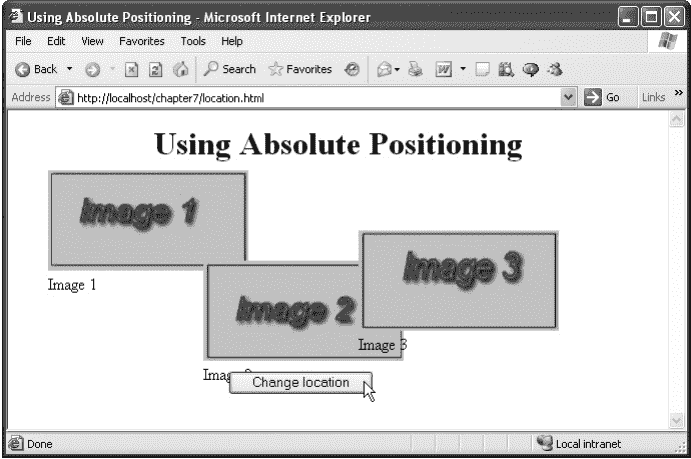 Using Absolute Positioning - Microsoft Internet Explorer
File Edit View Favorites Tools Help
Back Search Favorites
Address http://localhost/chapter7/location.html Go Links »
Using Absolute Positioning
Image 1
Image 3
Image 1
Image 2
Image 3
Change location
Done Local intranet